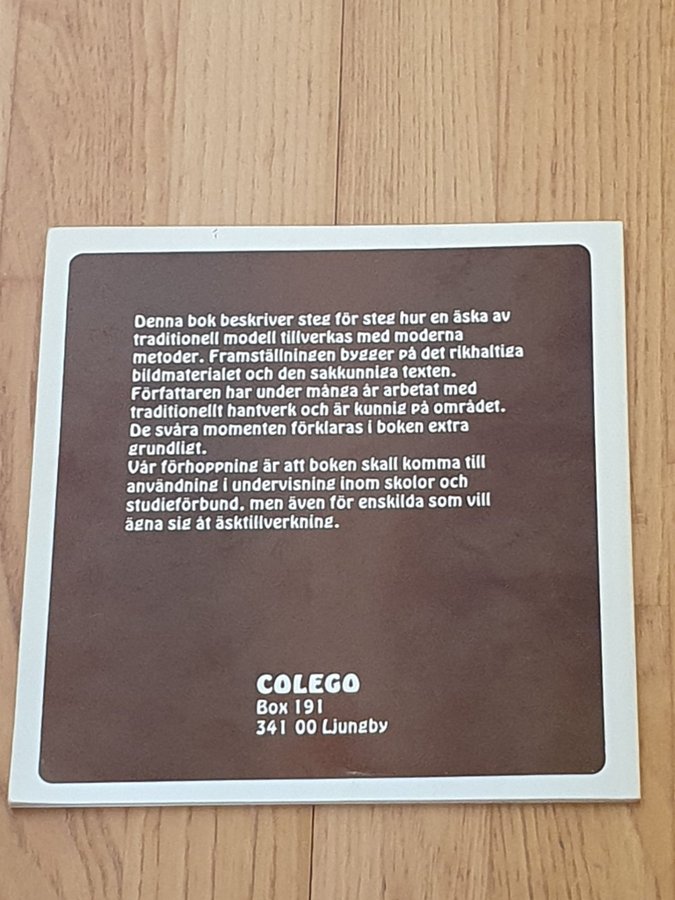 Denna bok beskriver steg för steg hur en äska av
traditionell modell tillverkas med moderna
metoder. Framställningen bygger på det rikhaltiga
bildmaterialet och den sakkunniga texten.
Författaren har under många år arbetat med
traditionellt hantverk och är kunnig på området.
De svåra momenten förklaras i boken extra
grundligt.
Vår förhoppning är att boken skall komma till
användning i undervisning inom skolor och
studieförbund, men även för enskilda som vill
ägna sig åt äsktillverkning.
COLEGO
Box 191
341 00 Ljungby